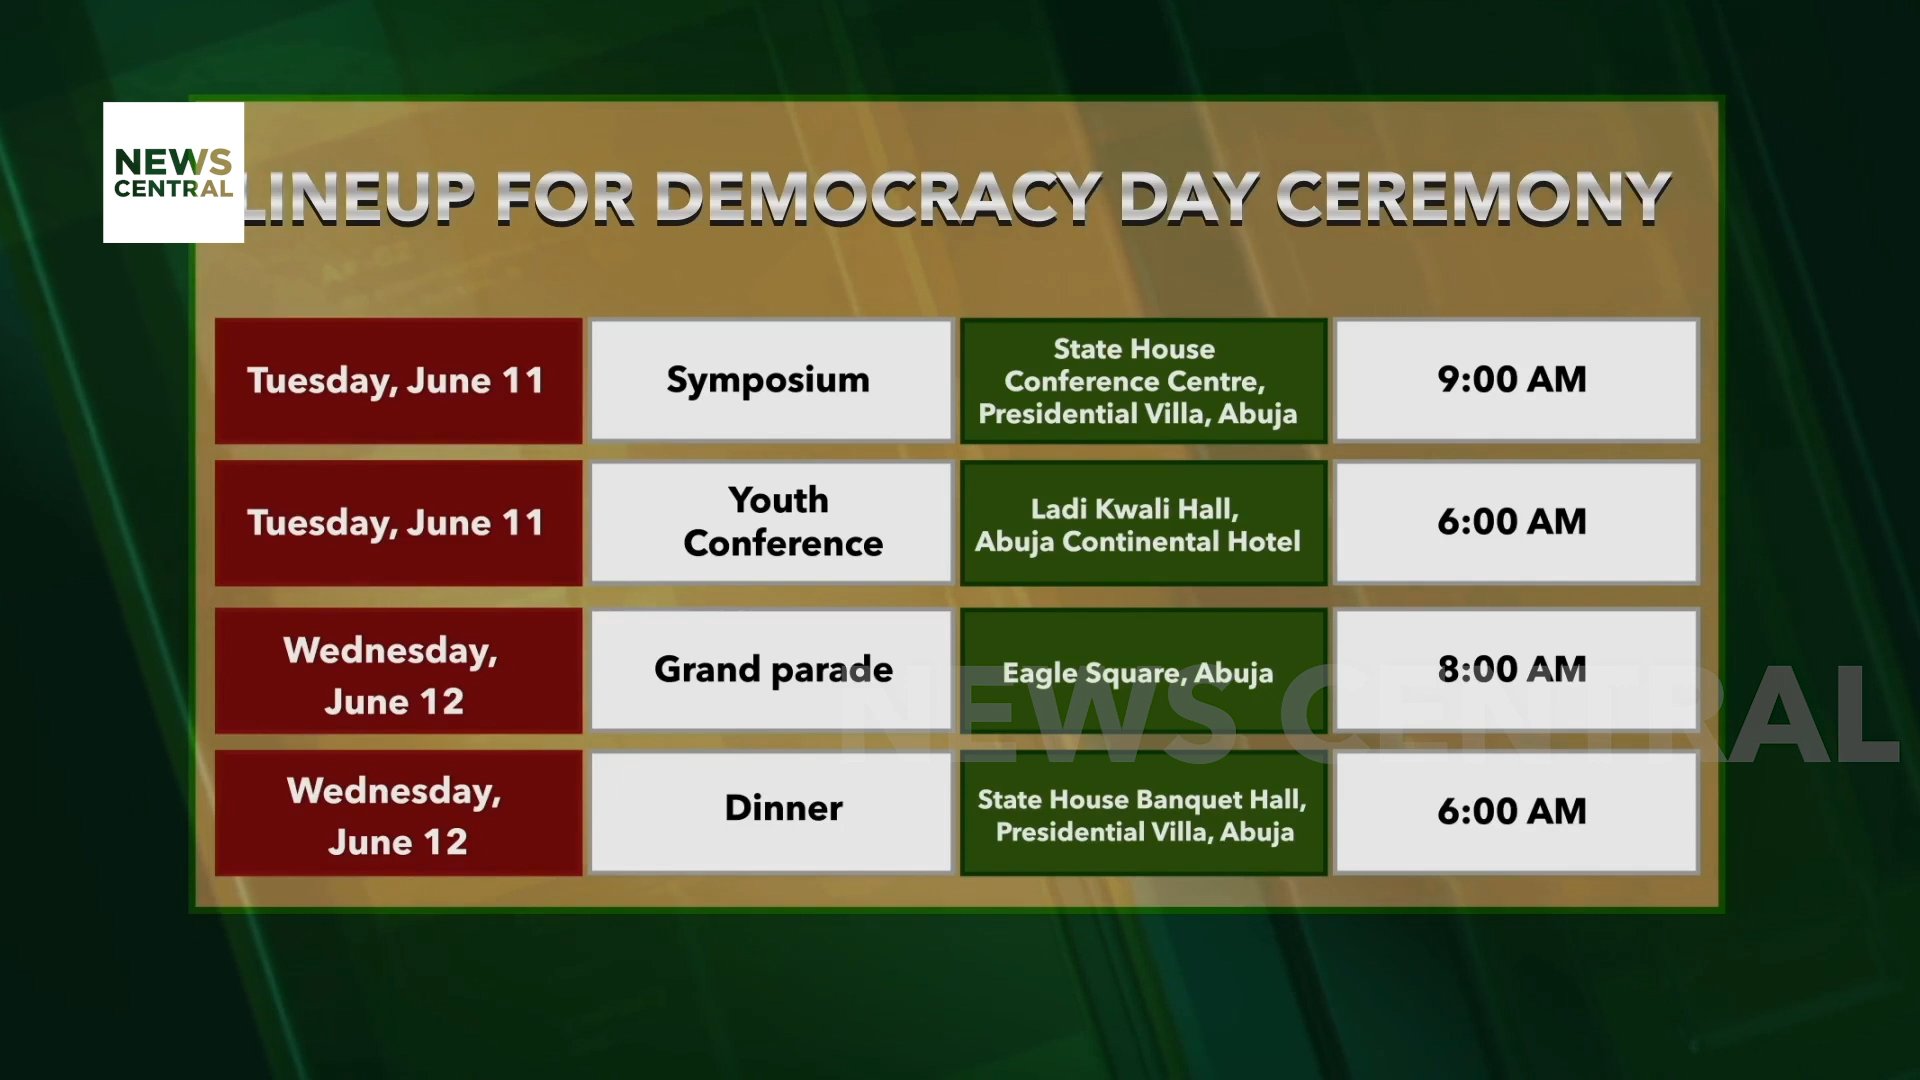 NEWS
CENTRAL
LINEUP FOR DEMOCRACY DAY CEREMONY
Tuesday, June 11
Symposium
State House
Conference Centre,
Presidential Villa, Abuja
9:00 AM
Tuesday, June 11
Youth
Conference
Ladi Kwali Hall,
Abuja Continental Hotel
6:00 AM
Wednesday,
June 12
Grand parade
Eagle Square, Abuja
8:00 AM
NEWS CENTRAL
Wednesday,
June 12
Dinner
State House Banquet Hall,
Presidential Villa, Abuja
6:00 AM